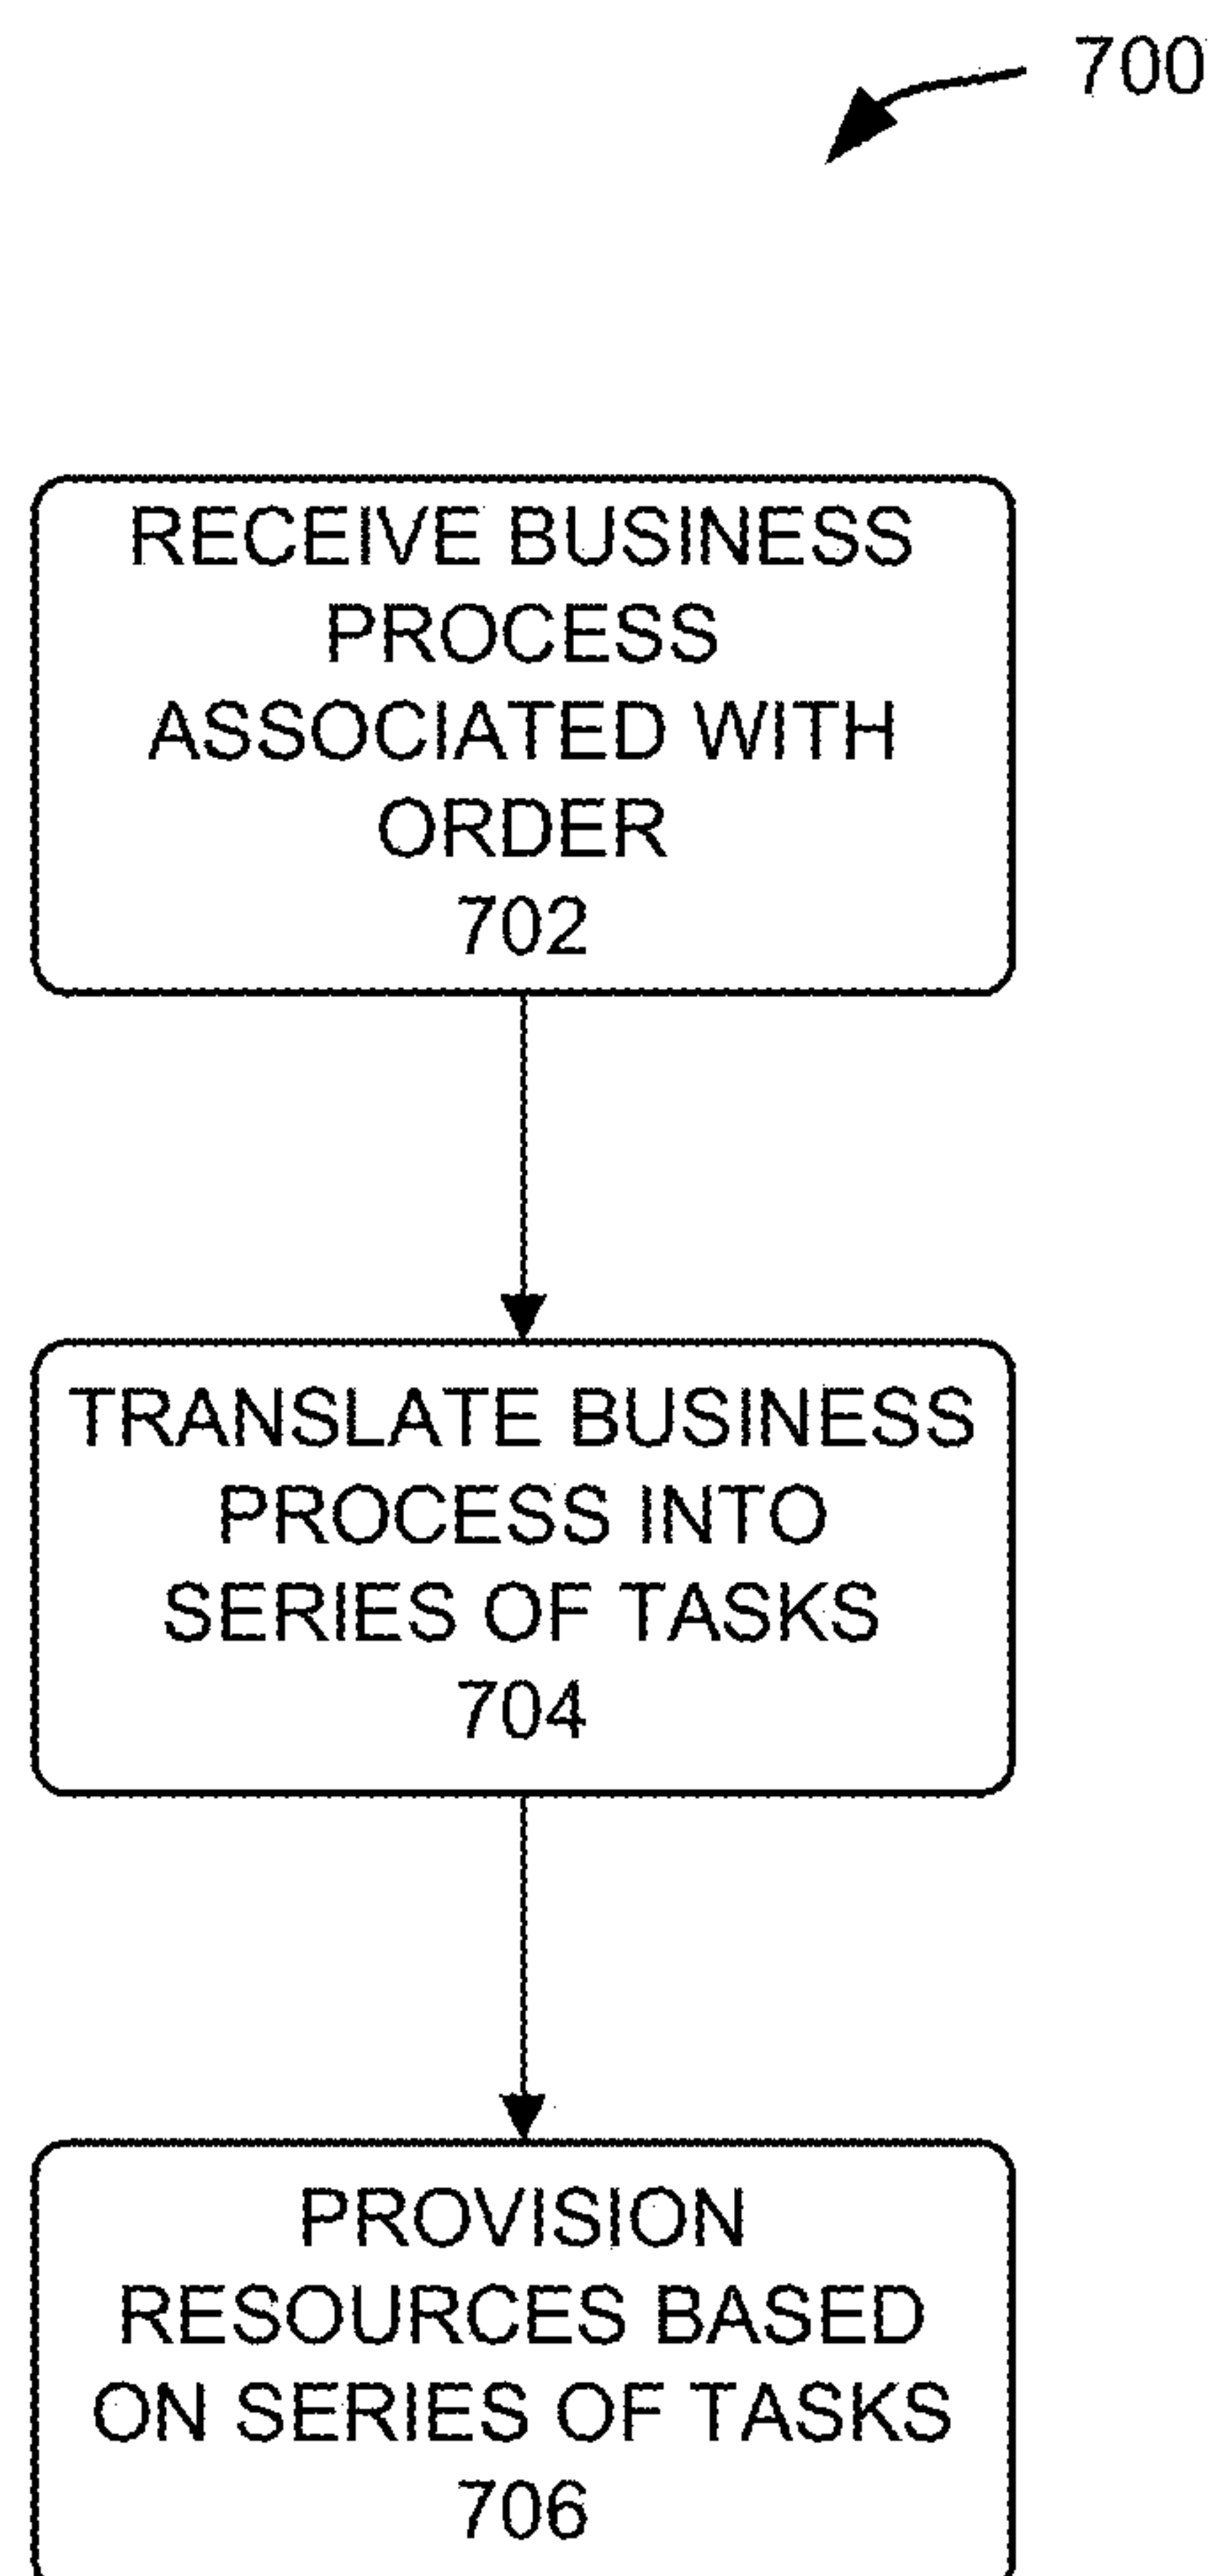 700
RECEIVE BUSINESS
PROCESS
ASSOCIATED WITH
ORDER
702
TRANSLATE BUSINESS
PROCESS INTO
SERIES OF TASKS
704
PROVISION
RESOURCES BASED
ON SERIES OF TASKS
706